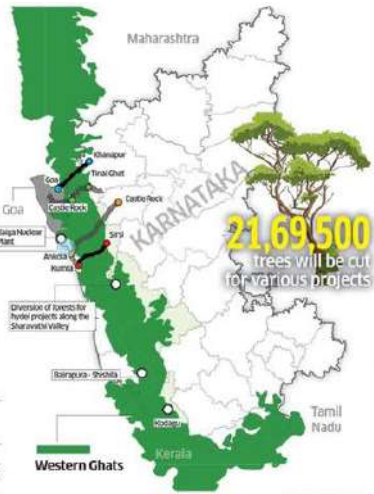 Maharashtra
Khanapur
Goa
Tinai Ghat
Castle Rock
Castle Rock
Goa
KARNATAKA
Kaiga Nuclear
Plant
Sirsi
Ankola
Kumta
21,69,500
trees will be cut
for various projects
Diversion of forests for
hydel projects along the
Sharavathi Valley
Bairapura- Shishila
Kodagu
Tamil
Nadu
Kerala
Western Ghats